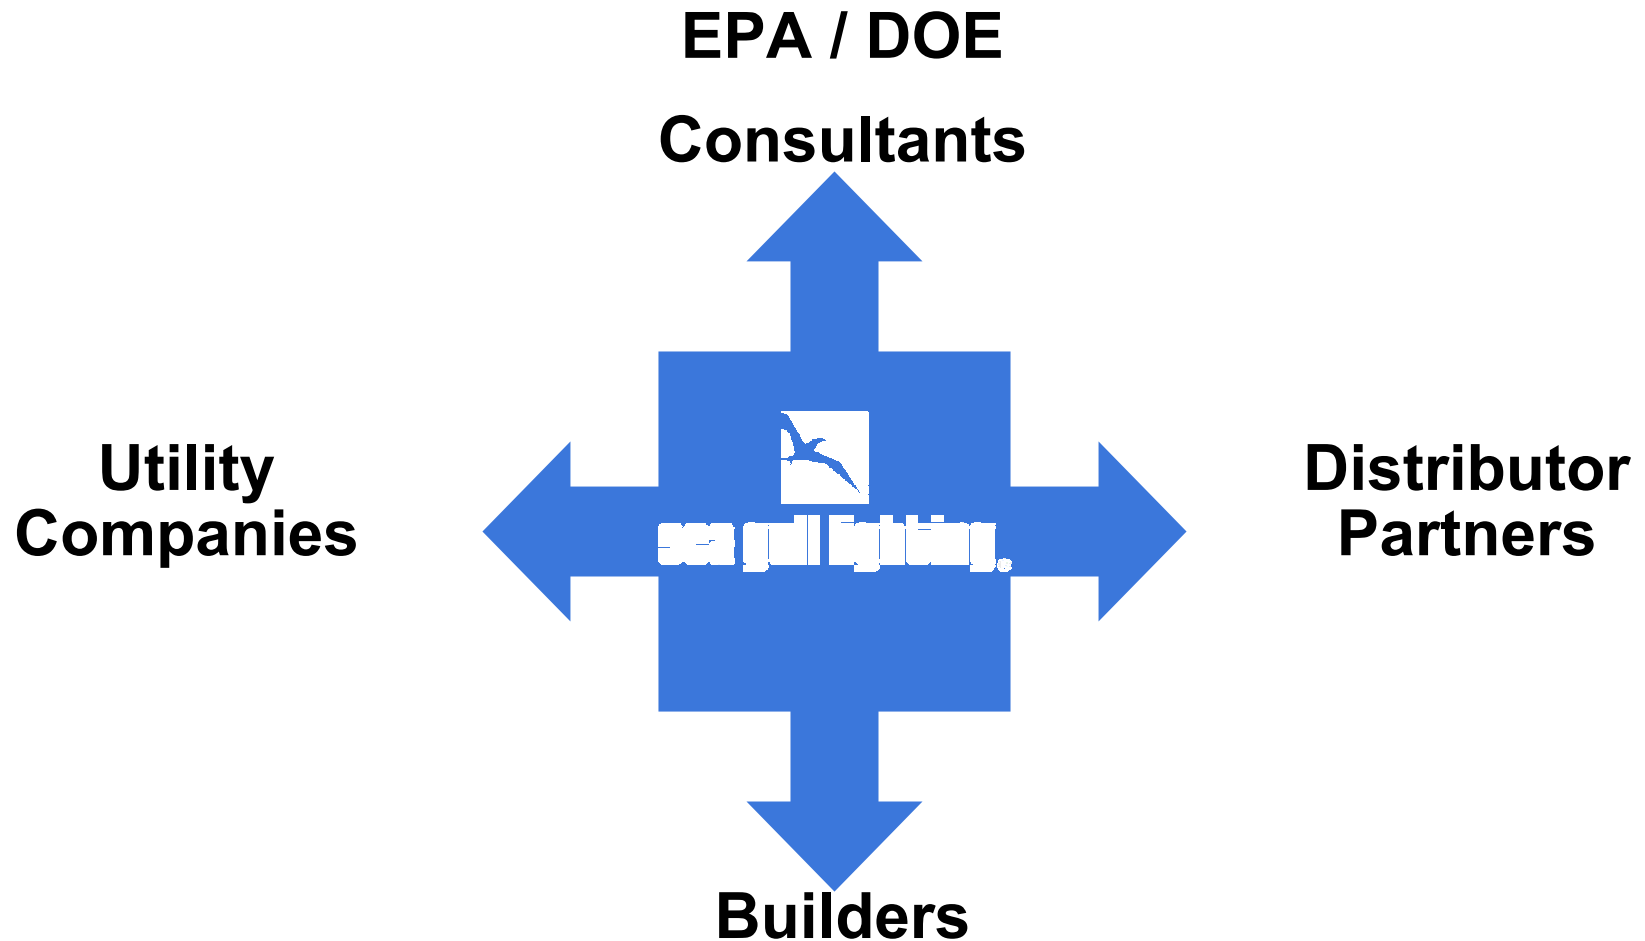 EPA / DOE
Consultants
Utility
Companies
sea gull lighting®
Distributor
Partners
Builders